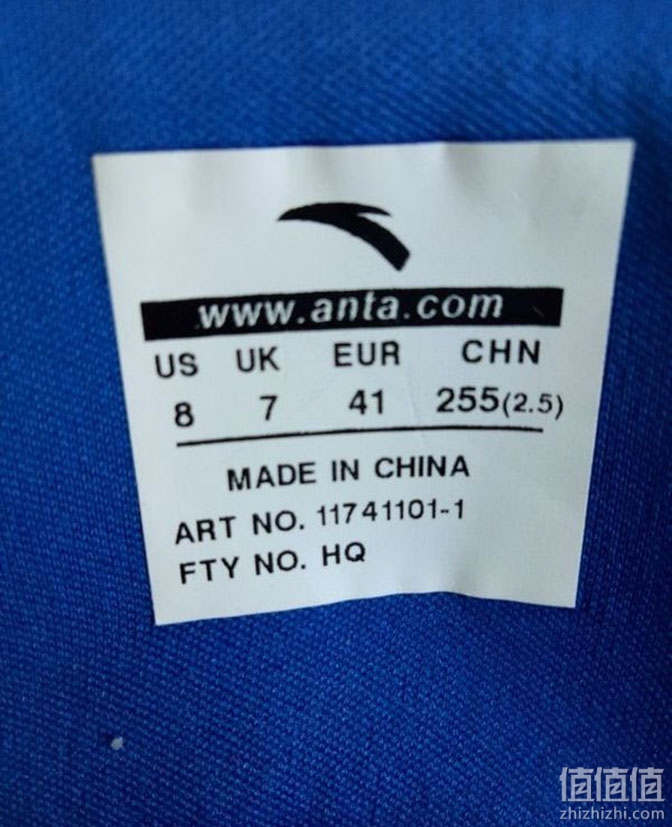 www.anta.com
US UK EUR CHN
8 7 41 255(2.5)
MADE IN CHINA
ART NO. 11741101-1
FTY NO. HQ
值值值
zhizhizhi.com